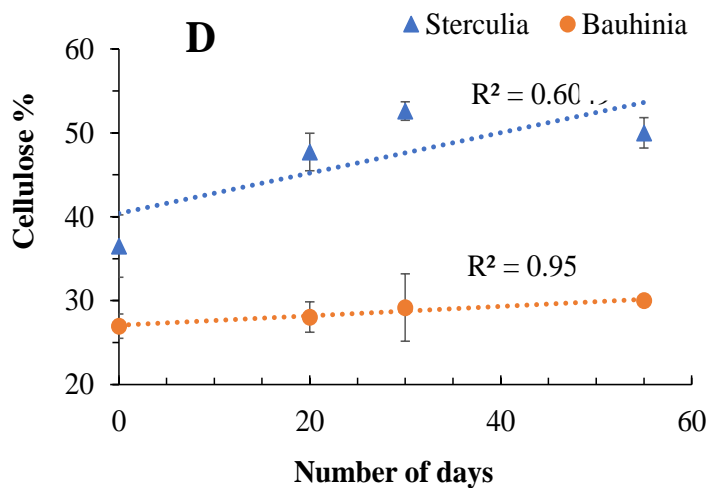 D
Sterculia Bauhinia
60
50
40
30
20
0 20 40 60
Cellulose %
R² = 0.60
R² = 0.95
Number of days